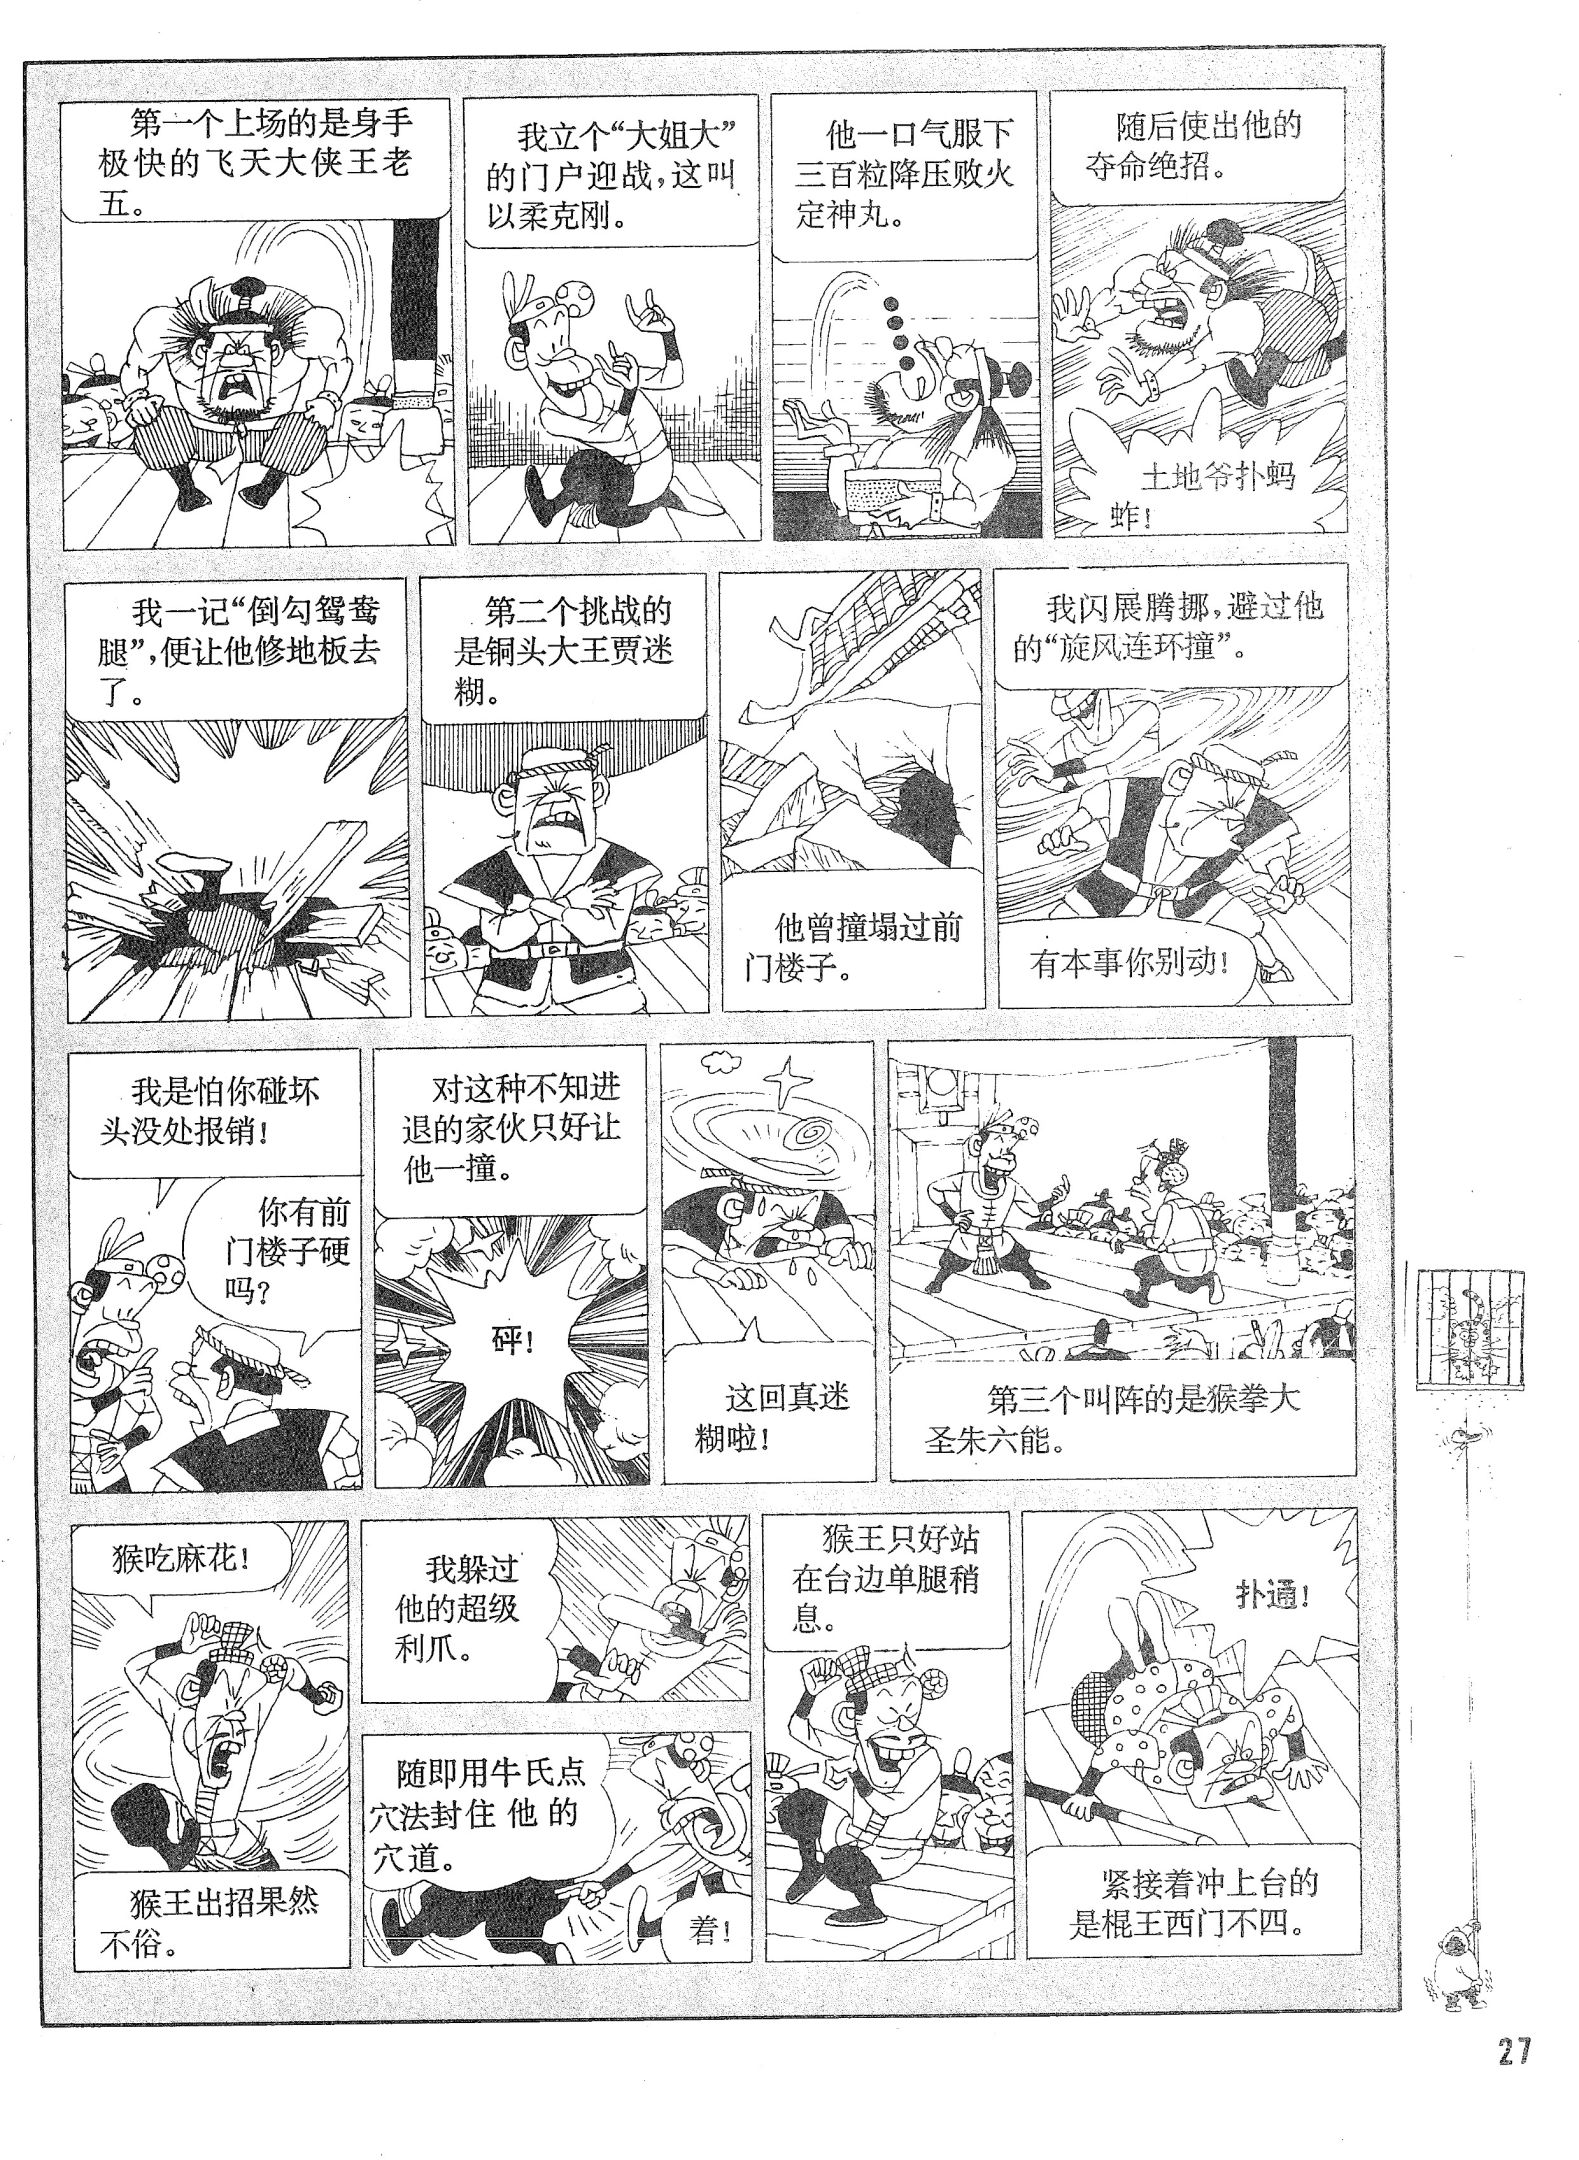 第一个上场的是身手
极快的飞天大侠王老
五。
我立个“大姐大”
的门户迎战，这叫
以柔克刚。
他一口气服下
三百粒降压败火
定神丸。
随后使出他的
夺命绝招。
土地爷扑蚂
蚱！
我一记“倒勾鸳鸯
腿”，便让他修地板去
了。
第二个挑战的
是铜头大王贾迷
糊。
他曾撞塌过前
门楼子。
我闪展腾挪，避过他
的“旋风连环撞”。
有本事你别动！
我是怕你碰坏
头没处报销！
你有前
门楼子硬
吗？
对这种不知进
退的家伙只好让
他一撞。
砰！
这回真迷
糊啦！
第三个叫阵的是猴拳大
圣朱六能。
猴吃麻花！
猴王出招果然
不俗。
我躲过
他的超级
利爪。
随即用牛氏点
穴法封住他的
穴道。
着！
猴王只好站
在台边单腿稍
息。
扑通！
紧接着冲上台的
是棍王西门不四。
27